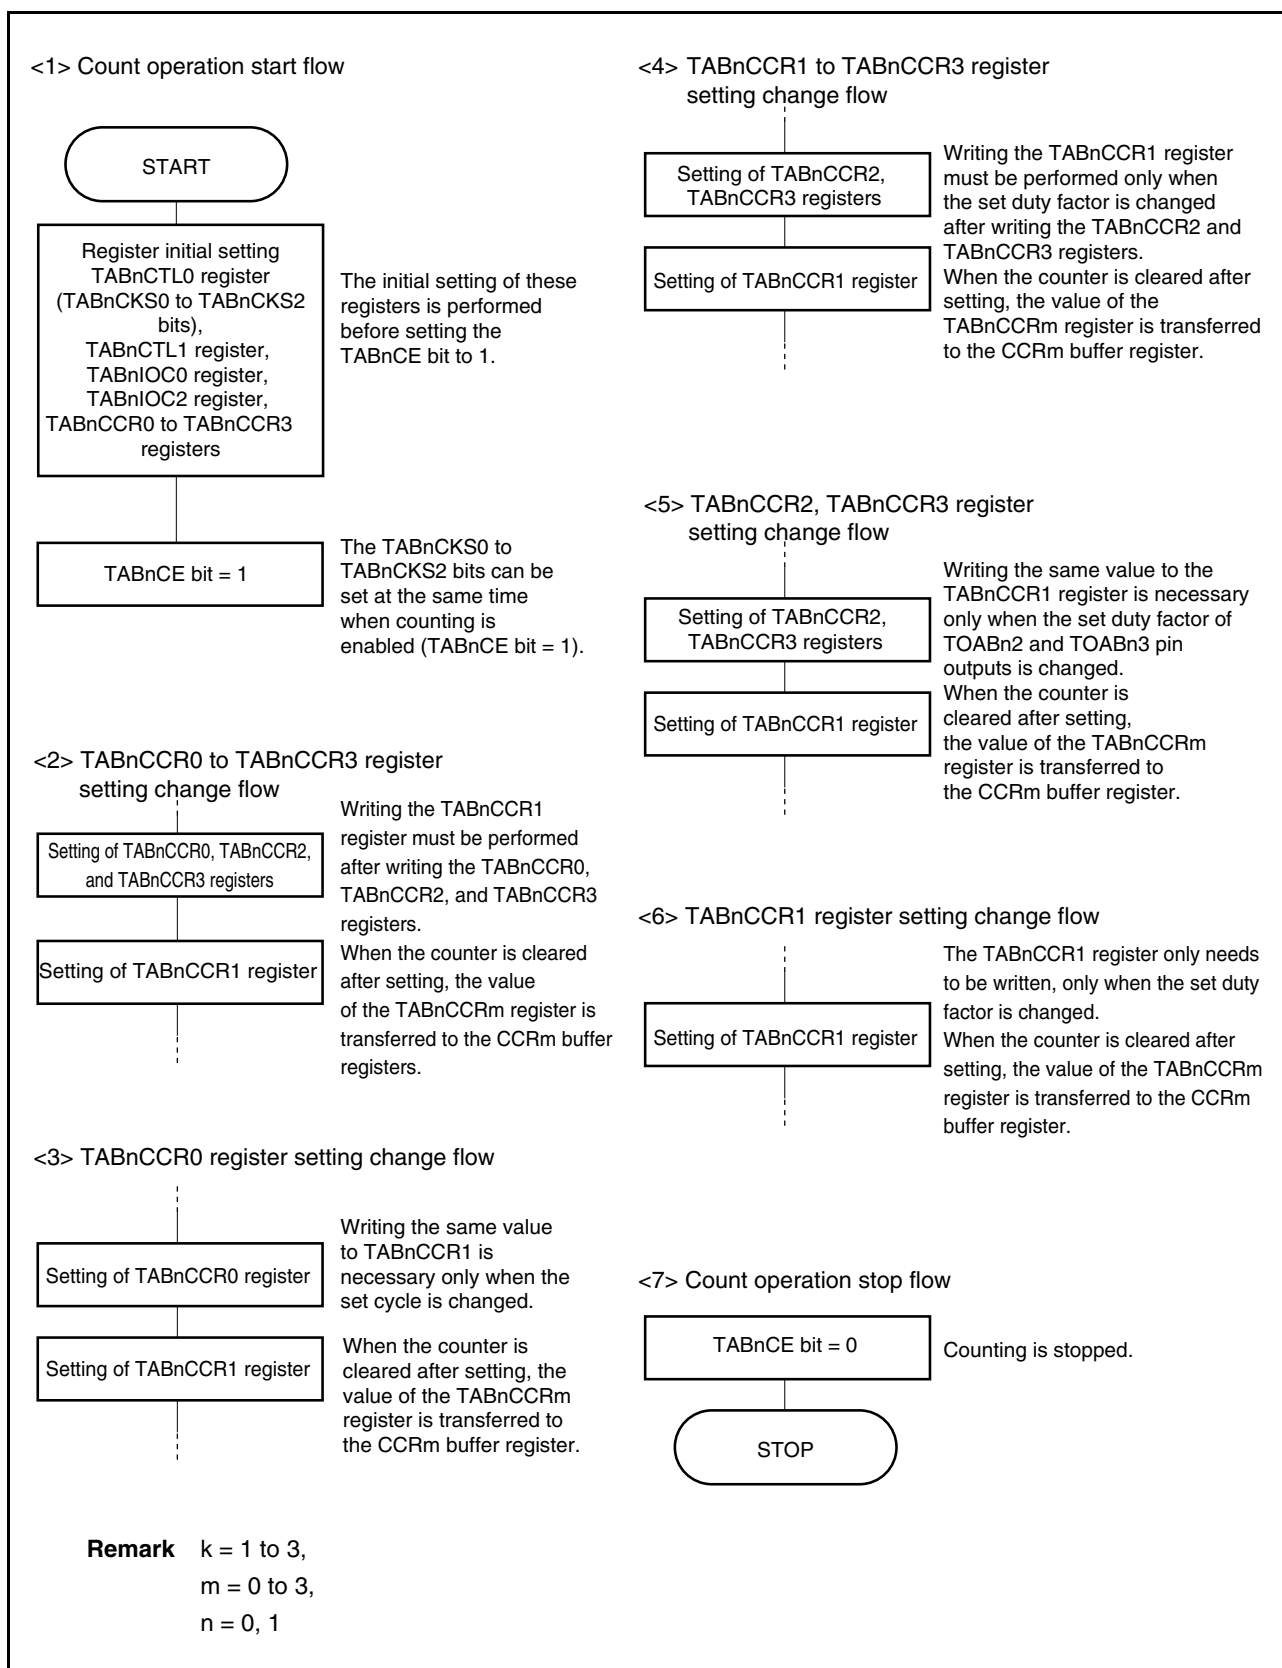 <1> Count operation start flow
START
Register initial setting
TABnCTL0 register
(TABnCKS0 to TABnCKS2
bits),
TABnCTL1 register,
TABnIOC0 register,
TABnIOC2 register,
TABnCCR0 to TABnCCR3
registers
The initial setting of these
registers is performed
before setting the
TABnCE bit to 1.
TABnCE bit = 1
The TABnCKS0 to
TABnCKS2 bits can be
set at the same time
when counting is
enabled (TABnCE bit = 1).
<2> TABnCCR0 to TABnCCR3 register
setting change flow
Setting of TABnCCR0, TABnCCR2,
and TABnCCR3 registers
Setting of TABnCCR1 register
Writing the TABnCCR1
register must be performed
after writing the TABnCCR0,
TABnCCR2, and TABnCCR3
registers.
When the counter is cleared
after setting, the value
of the TABnCCRm register is
transferred to the CCRm buffer
registers.
<3> TABnCCR0 register setting change flow
Setting of TABnCCR0 register
Writing the same value
to TABnCCR1 is
necessary only when the
set cycle is changed.
Setting of TABnCCR1 register
When the counter is
cleared after setting, the
value of the TABnCCRm
register is transferred to
the CCRm buffer register.
<4> TABnCCR1 to TABnCCR3 register
setting change flow
Setting of TABnCCR2,
TABnCCR3 registers
Setting of TABnCCR1 register
Writing the TABnCCR1 register
must be performed only when
the set duty factor is changed
after writing the TABnCCR2 and
TABnCCR3 registers.
When the counter is cleared after
setting, the value of the
TABnCCRm register is transferred
to the CCRm buffer register.
<5> TABnCCR2, TABnCCR3 register
setting change flow
Setting of TABnCCR2,
TABnCCR3 registers
Setting of TABnCCR1 register
Writing the same value to the
TABnCCR1 register is necessary
only when the set duty factor of
TOABn2 and TOABn3 pin
outputs is changed.
When the counter is
cleared after setting,
the value of the TABnCCRm
register is transferred to
the CCRm buffer register.
<6> TABnCCR1 register setting change flow
Setting of TABnCCR1 register
The TABnCCR1 register only needs
to be written, only when the set duty
factor is changed.
When the counter is cleared after
setting, the value of the TABnCCRm
register is transferred to the CCRm
buffer register.
<7> Count operation stop flow
TABnCE bit = 0
Counting is stopped.
STOP
Remark k = 1 to 3,
m = 0 to 3,
n = 0, 1